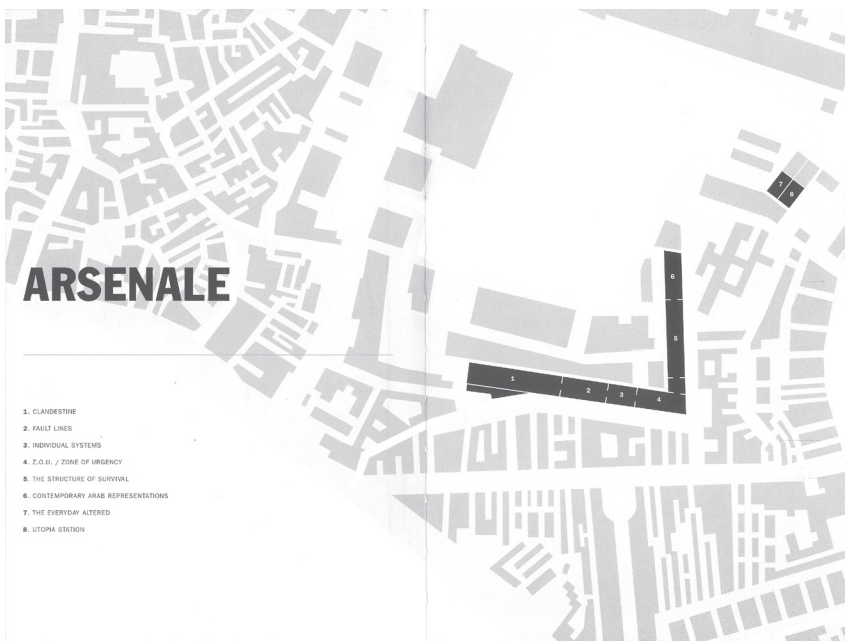 ARSENALE
1. CLANDESTINE
2. FAULT LINES
3. INDIVIDUAL SYSTEMS
4. Z.O.U. / ZONE OF URGENCY
5. THE STRUCTURE OF SURVIVAL
6. CONTEMPORARY ARAB REPRESENTATIONS
7. THE EVERYDAY ALTERED
8. UTOPIA STATION
7
8
6
5
1
2
3
4